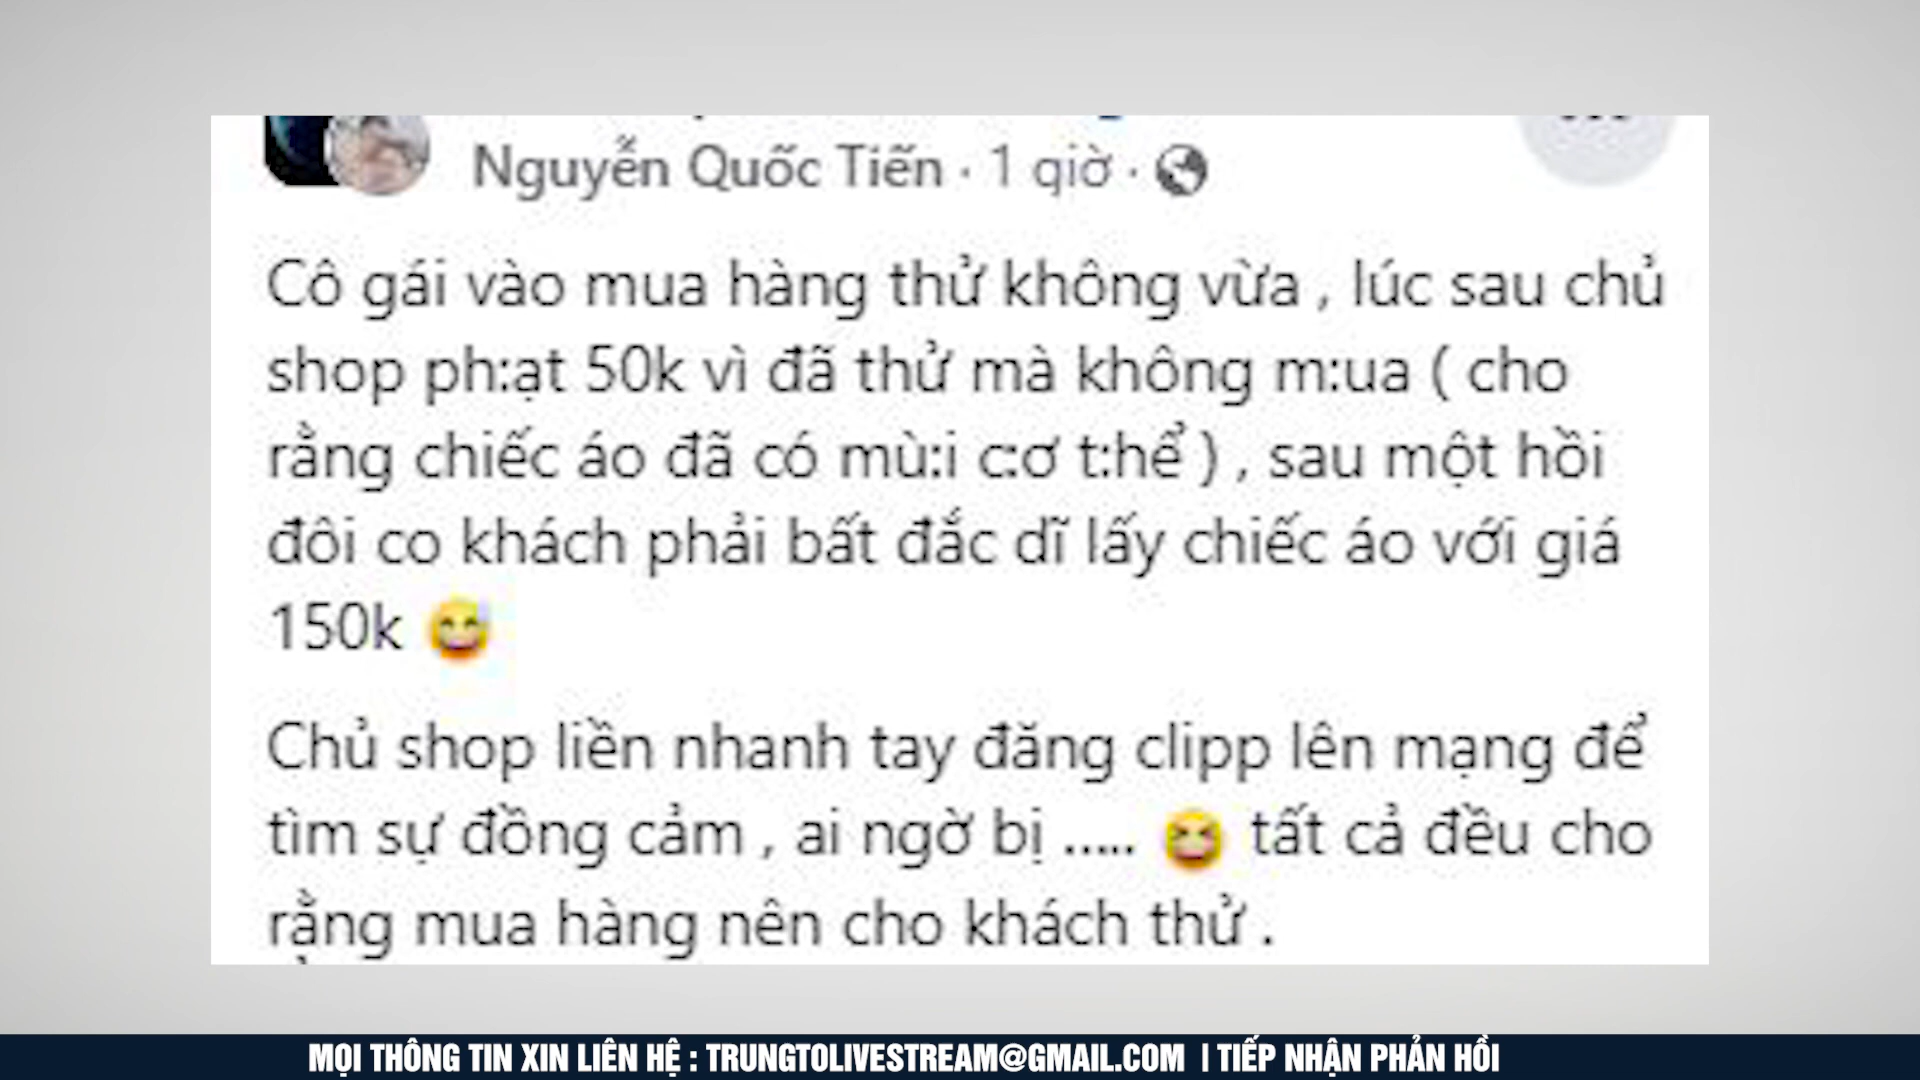 Nguyễn Quốc Tiến · 1 giờ ·
Cô gái vào mua hàng thử không vừa , lúc sau chủ
shop ph:ạt 50k vì đã thử mà không m:ua ( cho
rằng chiếc áo đã có mù:i c:ơ t:hể ) , sau một hồi
đôi co khách phải bất đắc dĩ lấy chiếc áo với giá
150k 😅
Chủ shop liền nhanh tay đăng clipp lên mạng để
tìm sự đồng cảm , ai ngờ bị ..... 😆 tất cả đều cho
rằng mua hàng nên cho khách thử .
MỌI THÔNG TIN XIN LIÊN HỆ : TRUNGTOLIVESTREAM@GMAIL.COM | TIẾP NHẬN PHẢN HỒI